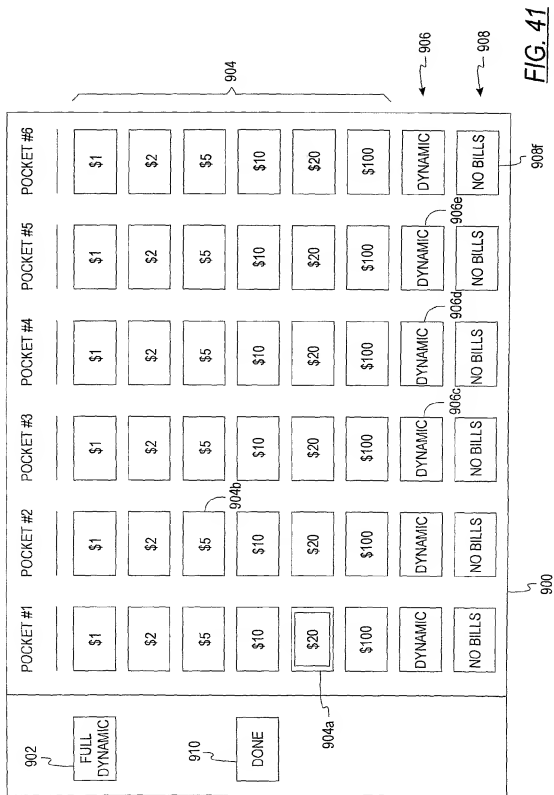 902
FULL
DYNAMIC
910
DONE
904a
POCKET #1
$1
$2
$5
$10
$20
$100
DYNAMIC
NO BILLS
POCKET #2
$1
$2
$5
904b
$10
$20
$100
DYNAMIC
NO BILLS
POCKET #3
$1
$2
$5
$10
$20
$100
DYNAMIC
906c
NO BILLS
POCKET #4
$1
$2
$5
$10
$20
$100
DYNAMIC
906d
NO BILLS
POCKET #5
$1
$2
$5
$10
$20
$100
DYNAMIC
906e
NO BILLS
POCKET #6
$1
$2
$5
$10
$20
$100
DYNAMIC
NO BILLS
908f
904
906
908
900
FIG. 41